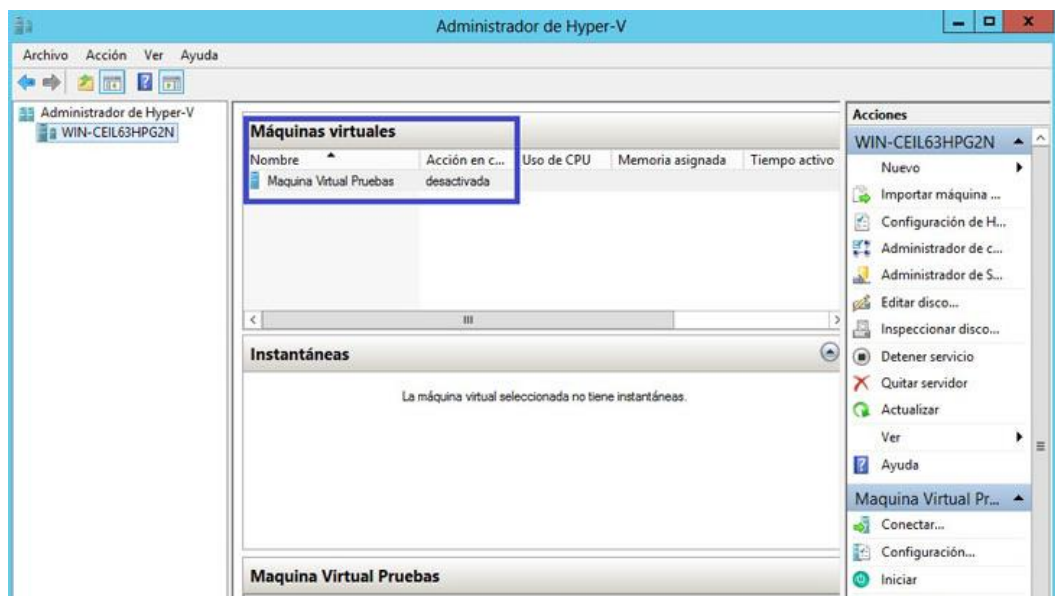 Administrador de Hyper-V
Archivo Acción Ver Ayuda
Administrador de Hyper-V
WIN-CEIL63HPG2N
Máquinas virtuales
Nombre Acción en c... Uso de CPU Memoria asignada Tiempo activo
Maquina Virtual Pruebas desactivada
Instantáneas
La máquina virtual seleccionada no tiene instantáneas.
Maquina Virtual Pruebas
Acciones
WIN-CEIL63HPG2N
Nuevo
Importar máquina ...
Configuración de H...
Administrador de c...
Administrador de S...
Editar disco...
Inspeccionar disco...
Detener servicio
Quitar servidor
Actualizar
Ver
Ayuda
Maquina Virtual Pr...
Conectar...
Configuración...
Iniciar